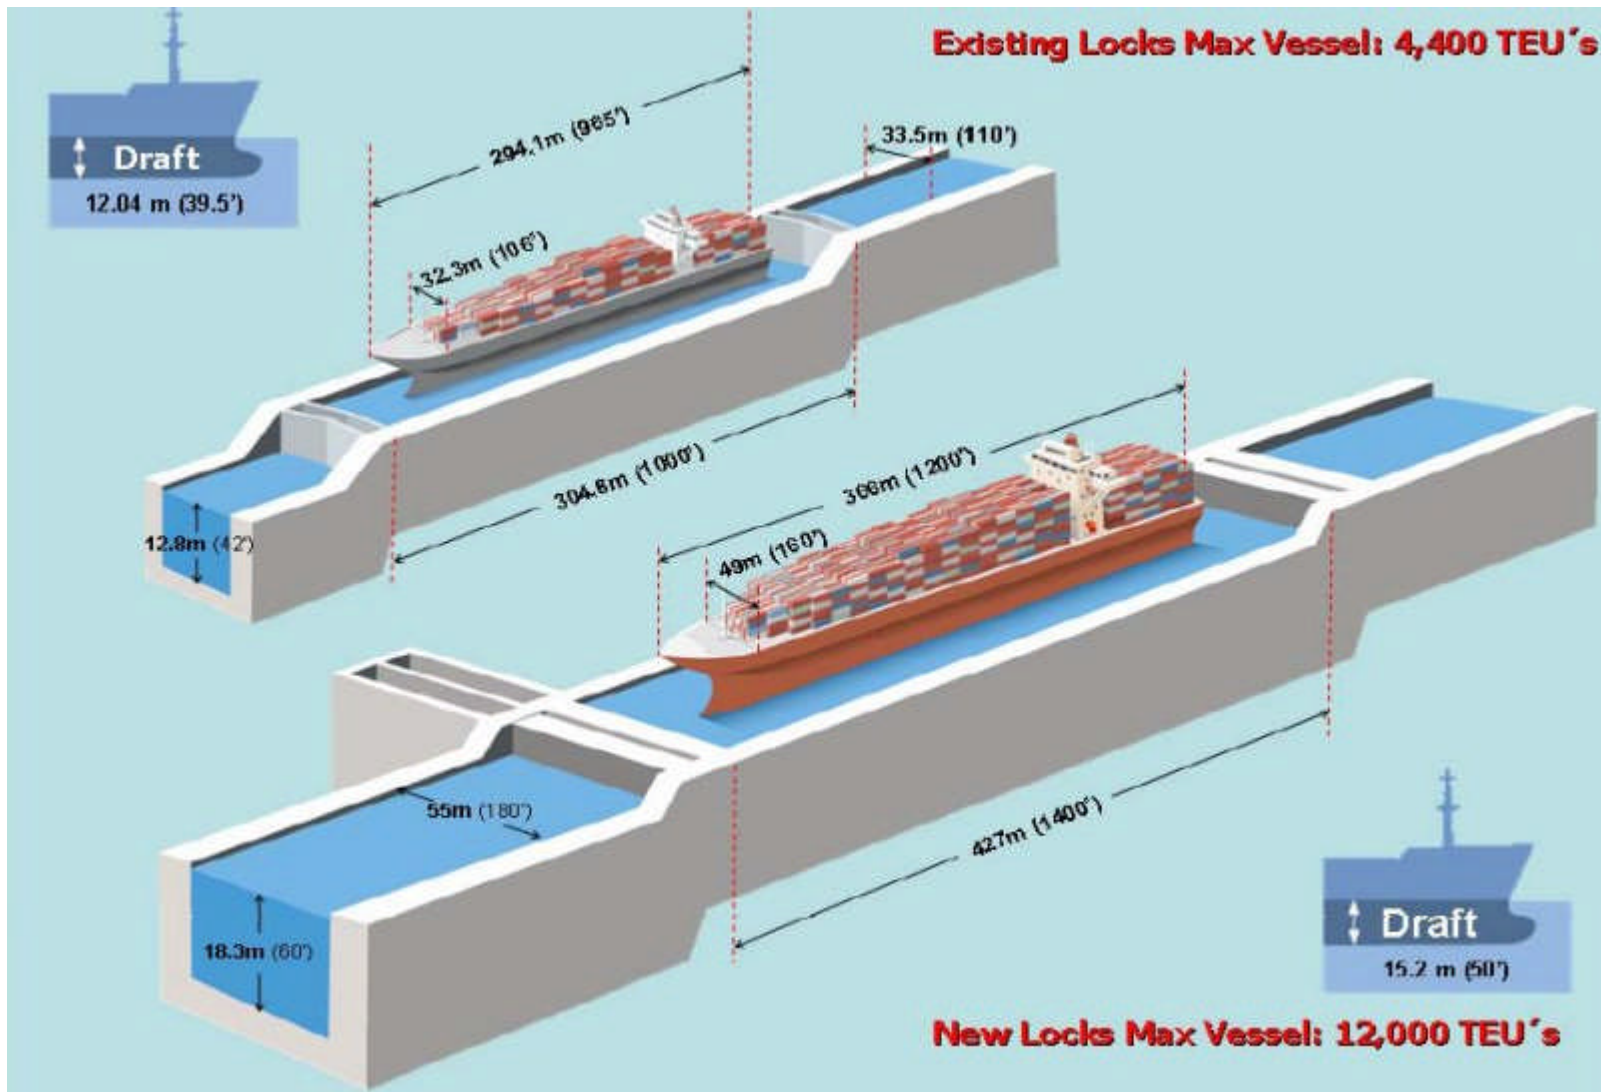 Existing Locks Max Vessel: 4,400 TEU´s
Draft
12.04 m (39.5')
294.1m (965')
33.5m (110')
32.3m (106')
304.8m (1000')
12.8m (42')
366m (1200')
49m (160')
55m (180')
427m (1400')
18.3m (60')
Draft
15.2 m (50')
New Locks Max Vessel: 12,000 TEU´s